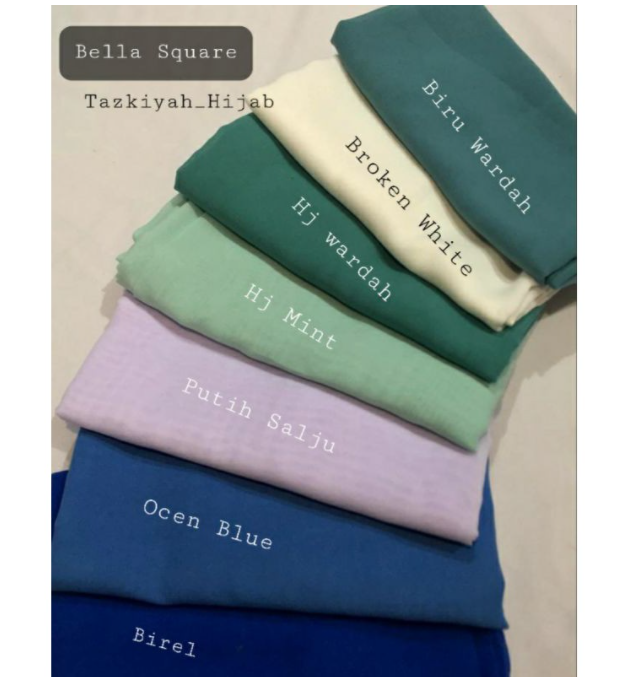 Bella Square
Tazkiyah_Hijab
Biru Wardah
Broken White
Hj wardah
Hj Mint
Putih Salju
Ocen Blue
Birel